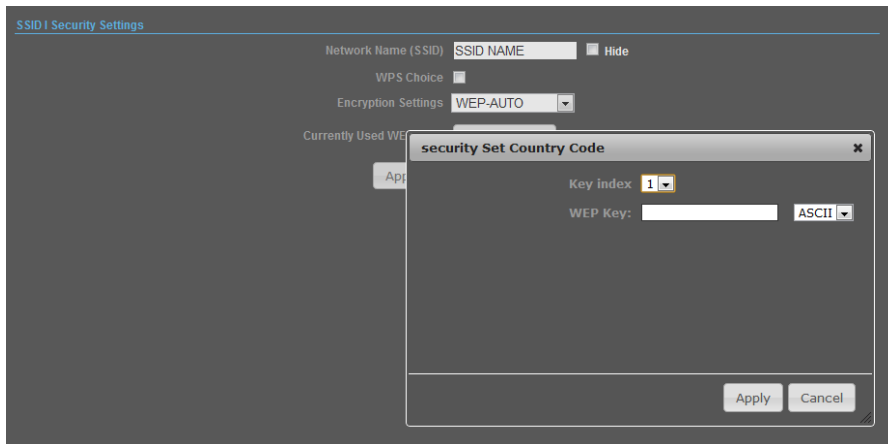 SSID I Security Settings
Network Name (SSID) SSID NAME Hide
WPS Choice
Encryption Settings WEP-AUTO
Currently Used WE
App
security Set Country Code ×
Key index 1
WEP Key: ASCII
Apply Cancel